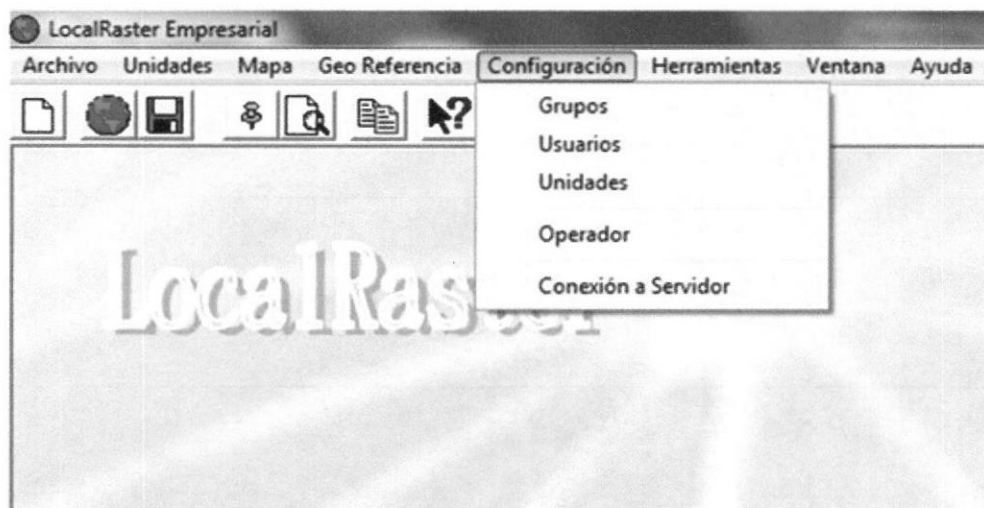 LocalRaster Empresarial
Archivo Unidades Mapa Geo Referencia Configuración Herramientas Ventana Ayuda
Grupos
Usuarios
Unidades
Operador
Conexión a Servidor
LocalRaster